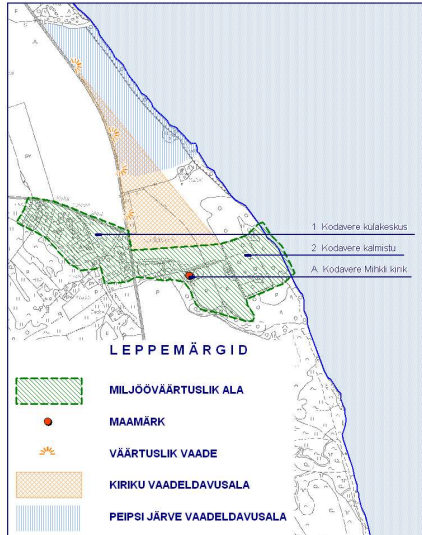 1 Kodavere külakeskus
2 Kodavere kalmistu
A Kodavere Mihkli kirik
LEPPEMÄRGID
MILJÖÖVÄÄRTUSLIK ALA
MAAMÄRK
VÄÄRTUSLIK VAADE
KIRIKU VAADELDAVUSALA
PEIPSI JÄRVE VAADELDAVUSALA